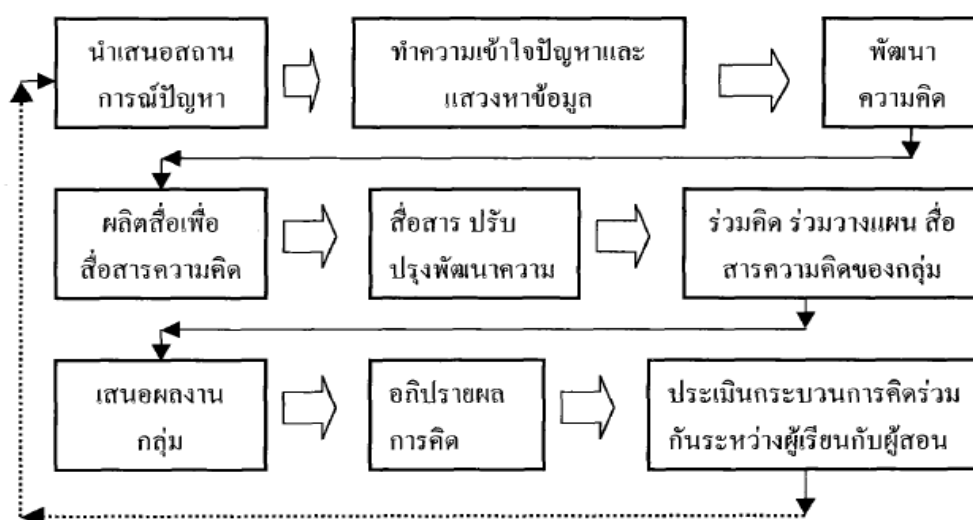 นำเสนอสถาน
การณ์ปัญหา
ทำความเข้าใจปัญหาและ
แสวงหาข้อมูล
พัฒนา
ความคิด
ผลิตสื่อเพื่อ
สื่อสารความคิด
สื่อสาร ปรับ
ปรุงพัฒนาความ
ร่วมคิด ร่วมวางแผน สื่อ
สารความคิดของกลุ่ม
เสนอผลงาน
กลุ่ม
อภิปรายผล
การคิด
ประเมินกระบวนการคิดร่วม
กันระหว่างผู้เรียนกับผู้สอน